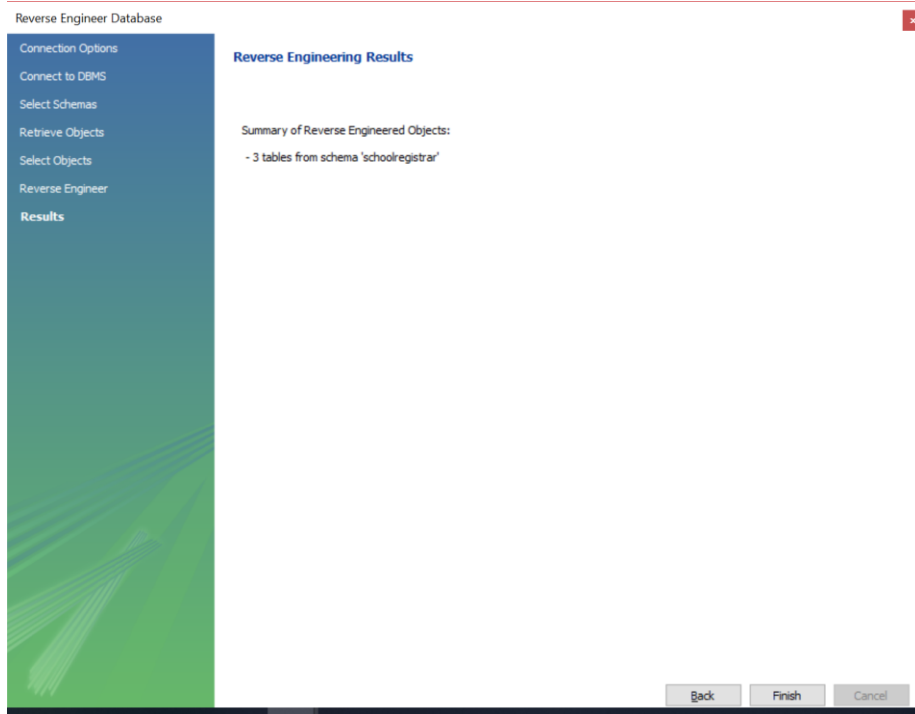 Reverse Engineer Database
Connection Options
Connect to DBMS
Select Schemas
Retrieve Objects
Select Objects
Reverse Engineer
Results
Reverse Engineering Results
Summary of Reverse Engineered Objects:
- 3 tables from schema 'schoolregistrar'
Back
Finish
Cancel